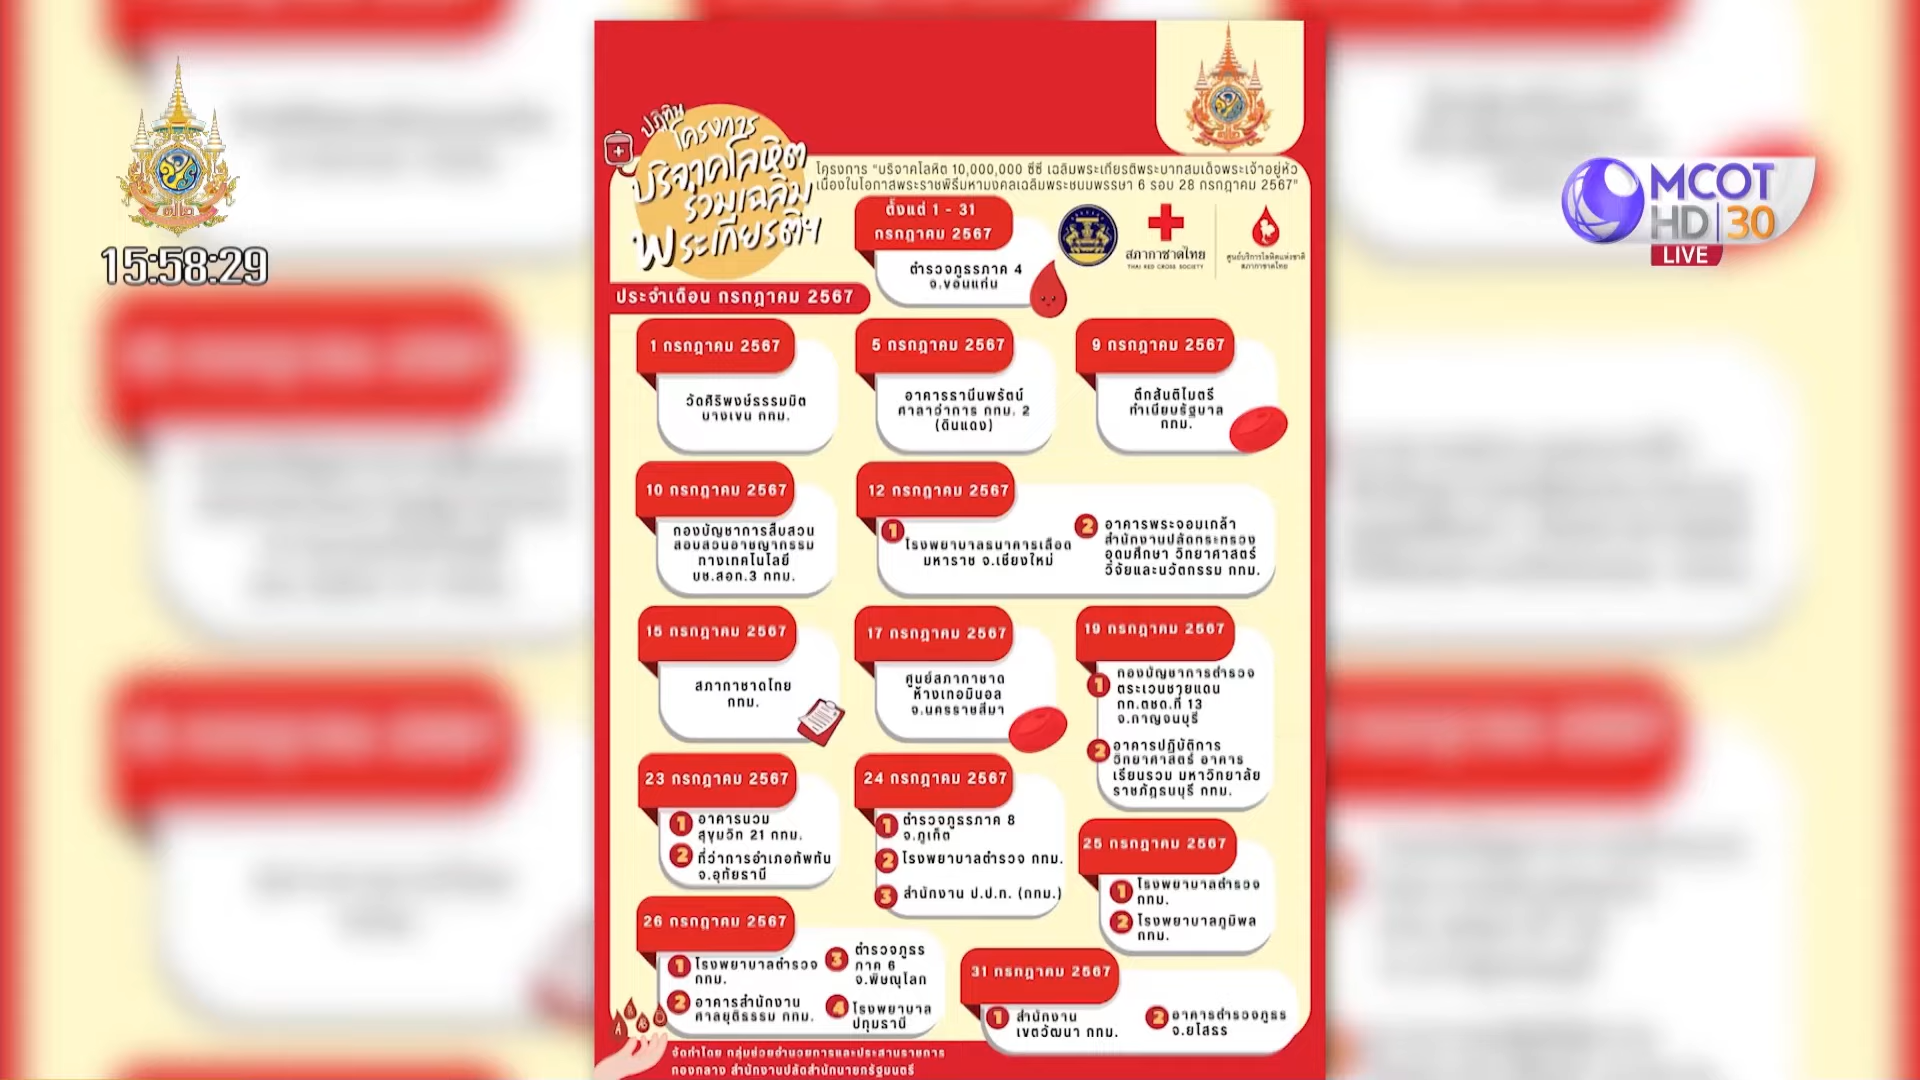 15:58:29
MCOT
HD 30
LIVE
ปฏิทิน
โครงการ
บริจาคโลหิต
ร่วมเฉลิม
พระเกียรติฯ
ประจำเดือน กรกฎาคม 2567
โครงการ "บริจาคโลหิต 10,000,000 ซีซี เฉลิมพระเกียรติพระบาทสมเด็จพระเจ้าอยู่หัว
เนื่องในโอกาสพระราชพิธีมหามงคลเฉลิมพระชนมพรรษา 6 รอบ 28 กรกฎาคม 2567"
ตั้งแต่ 1 - 31
กรกฎาคม 2567
ตำรวจภูธรภาค 4
จ.ขอนแก่น
สภากาชาดไทย
THAI RED CROSS SOCIETY
ศูนย์บริการโลหิตแห่งชาติ
สภากาชาดไทย
1 กรกฎาคม 2567
วัดศิริพงษ์ธรรมนิมิต
บางเขน กทม.
5 กรกฎาคม 2567
อาคารธานีนพรัตน์
ศาลาว่าการ กทม. 2
(ดินแดง)
9 กรกฎาคม 2567
ตึกสันติไมตรี
ทำเนียบรัฐบาล
กทม.
10 กรกฎาคม 2567
กองบัญชาการสืบสวน
สอบสวนอาชญากรรม
ทางเทคโนโลยี
บช.สอท.3 กทม.
12 กรกฎาคม 2567
1 โรงพยาบาลธนาคารเลือด
มหาราช จ.เชียงใหม่
2 อาคารพระจอมเกล้า
สำนักงานปลัดกระทรวง
อุดมศึกษา วิทยาศาสตร์
วิจัยและนวัตกรรม กทม.
15 กรกฎาคม 2567
สภากาชาดไทย
กทม.
17 กรกฎาคม 2567
ศูนย์สภากาชาด
ห้างเทอมินอล
จ.นครราชสีมา
19 กรกฎาคม 2567
1 กองบัญชาการตำรวจ
ตระเวนชายแดน
กก.ตชด.ที่ 13
จ.กาญจนบุรี
2 อาคารปฏิบัติการ
วิทยาศาสตร์ อาคาร
เรียนรวม มหาวิทยาลัย
ราชภัฏธนบุรี กทม.
23 กรกฎาคม 2567
1 อาคารนวม
สุขุมวิท 21 กทม.
2 ที่ว่าการอำเภอทัพทัน
จ.อุทัยธานี
24 กรกฎาคม 2567
1 ตำรวจภูธรภาค 8
จ.ภูเก็ต
2 โรงพยาบาลตำรวจ กทม.
3 สำนักงาน ป.ป.ท. (กทม.)
25 กรกฎาคม 2567
1 โรงพยาบาลตำรวจ
กทม.
2 โรงพยาบาลภูมิพล
กทม.
26 กรกฎาคม 2567
1 โรงพยาบาลตำรวจ
กทม.
2 อาคารสำนักงาน
ศาลยุติธรรม กทม.
3 ตำรวจภูธร
ภาค 6
จ.พิษณุโลก
4 โรงพยาบาล
ปทุมธานี
31 กรกฎาคม 2567
1 สำนักงาน
เขตวัฒนา กทม.
2 อาคารตำรวจภูธร
จ.ยโสธร
จัดทำโดย กลุ่มช่วยอำนวยการและประสานราชการ
กองกลาง สำนักงานปลัดสำนักนายกรัฐมนตรี